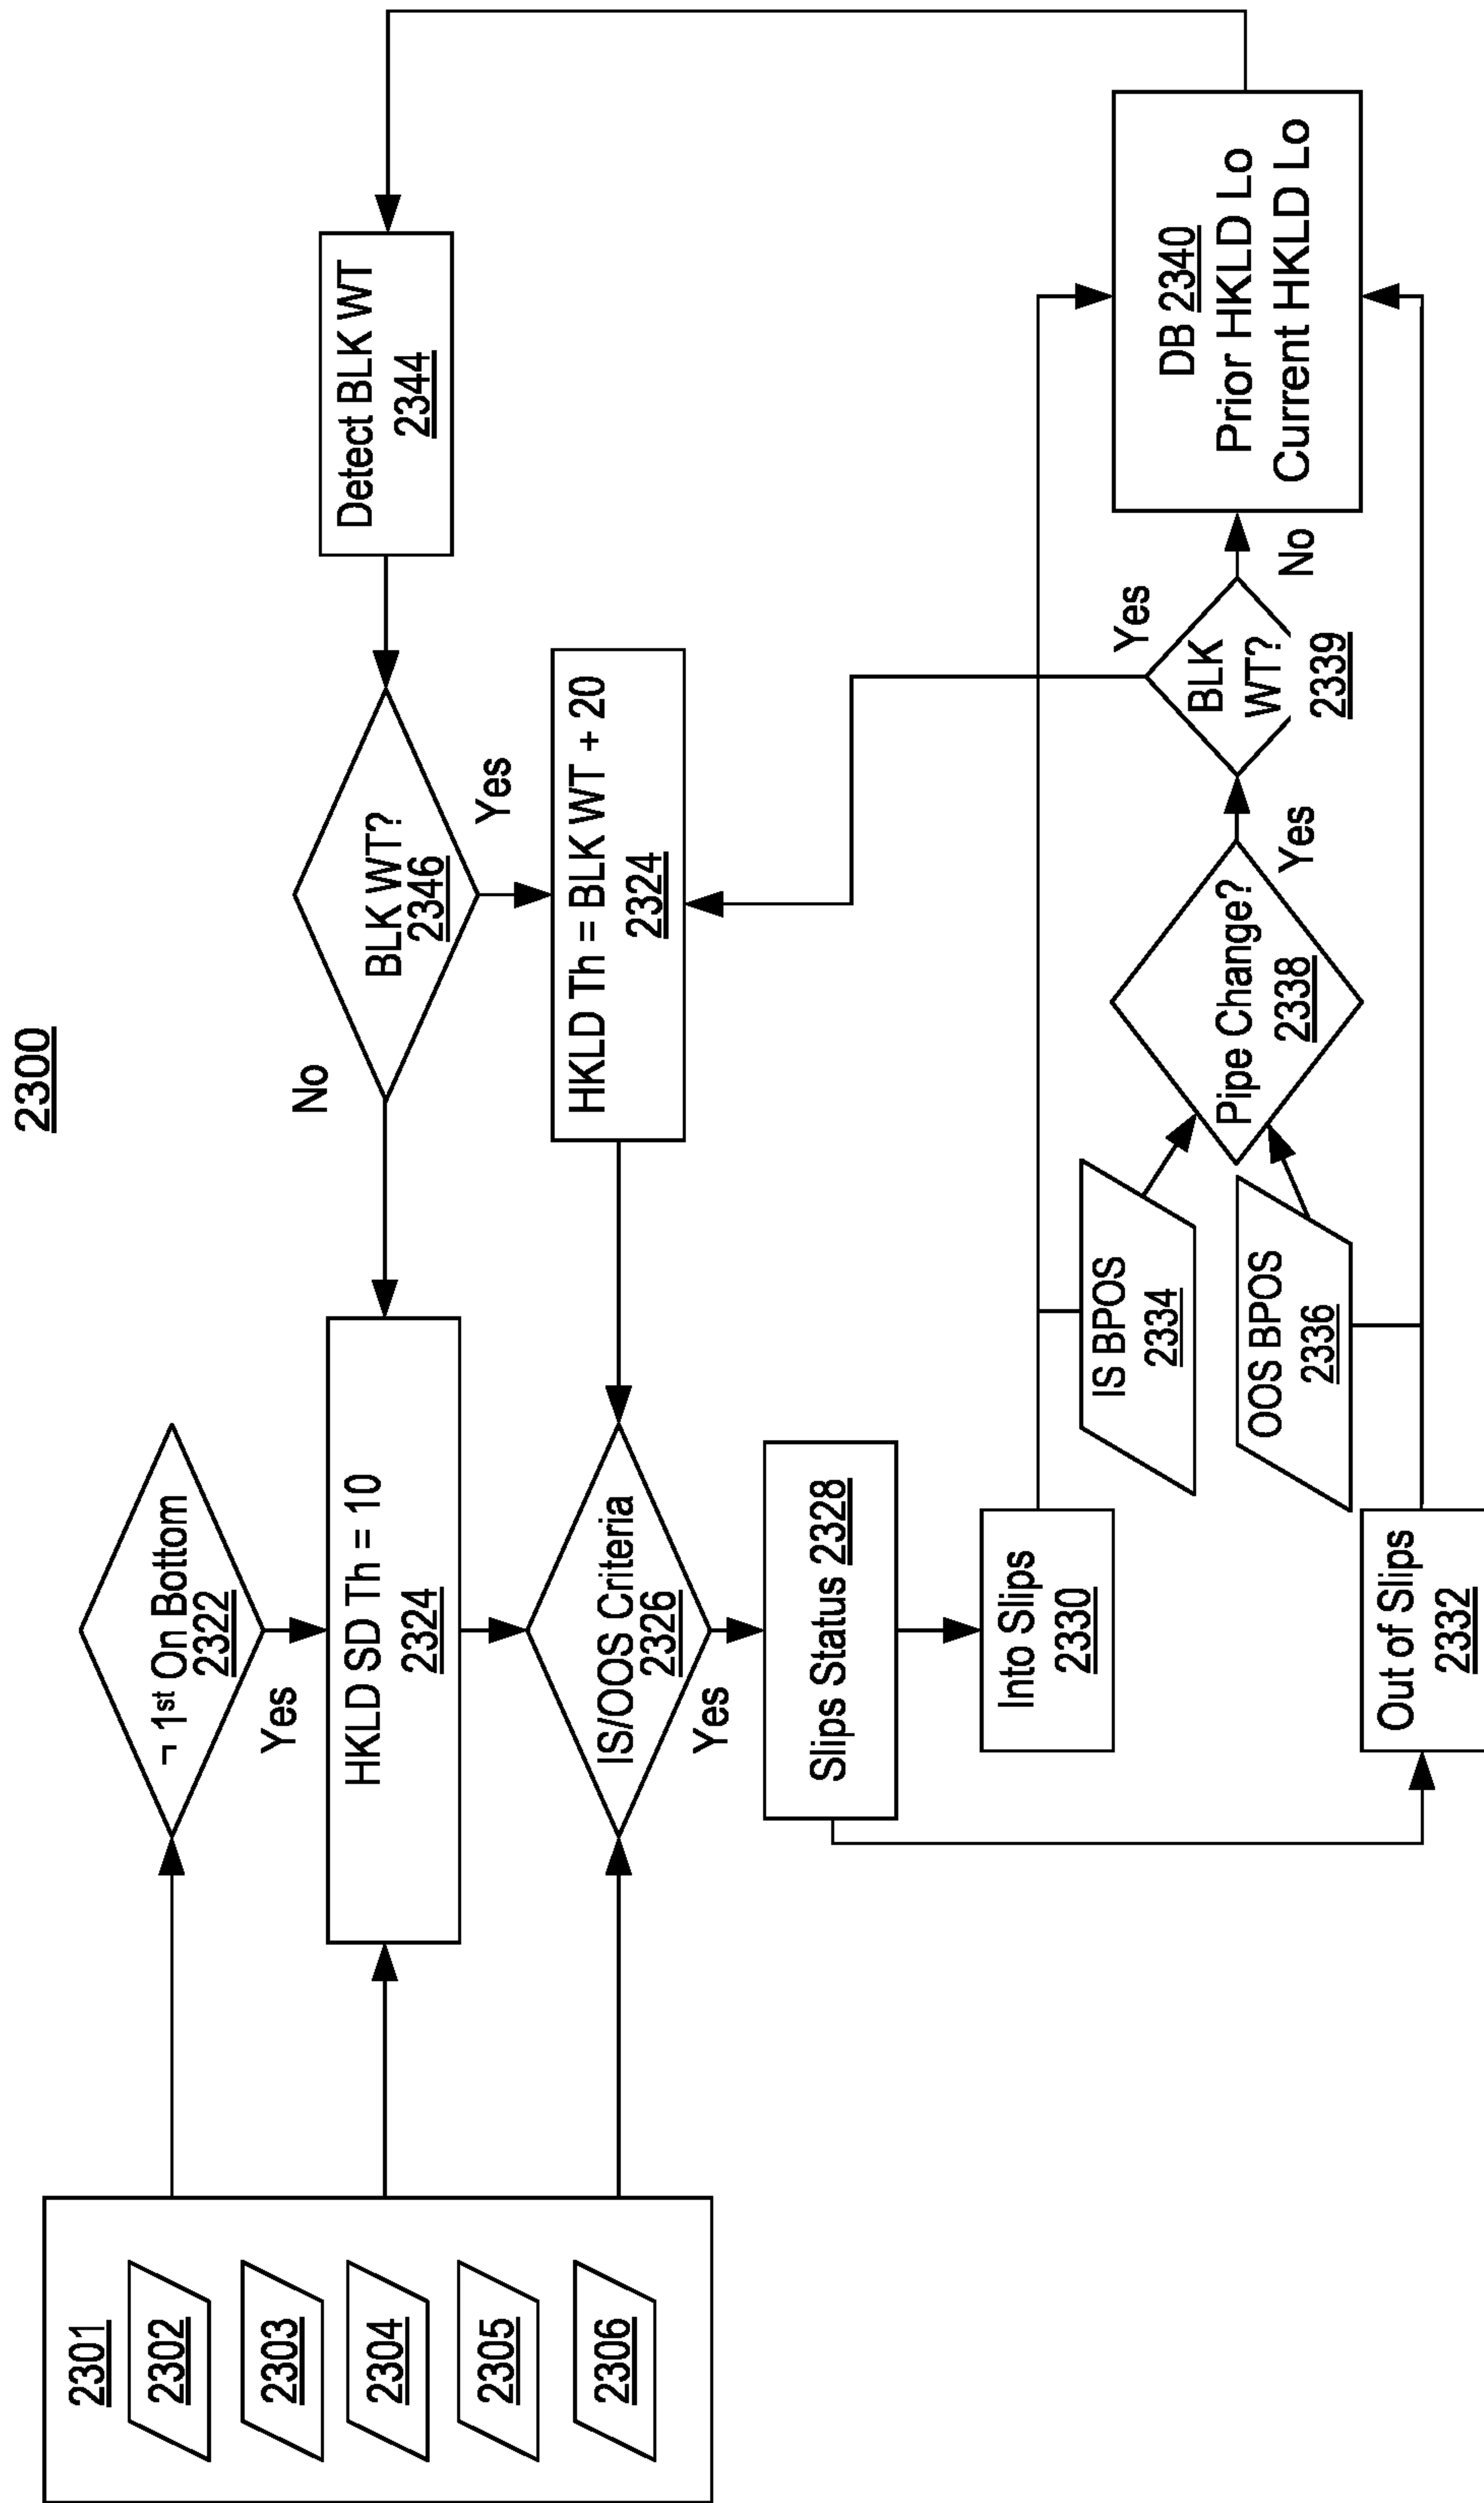 2300
2301
2302
2303
2304
2305
2306
¬ 1st On Bottom
2322
Yes
HKLD SD Th = 10
2324
IS/OOS Criteria
2326
Yes
Slips Status 2328
Into Slips
2330
Out of Slips
2332
IS BPOS
2334
OOS BPOS
2336
Pipe Change?
2338
Yes
BLK
WT?
2339
Yes
No
DB 2340
Prior HKLD Lo
Current HKLD Lo
Detect BLK WT
2344
BLK WT?
2346
No
Yes
HKLD Th = BLK WT + 20
2324